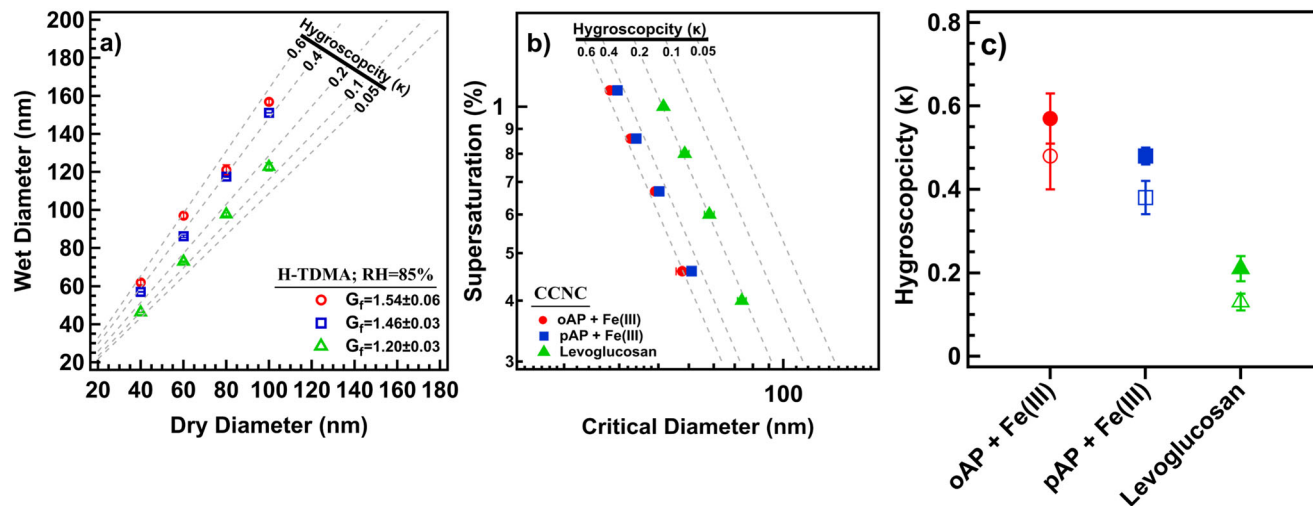 a)
Hygroscopcity (κ)
0.6
0.4
0.2
0.1
0.05
200
180
160
140
120
100
80
60
40
20
Wet Diameter (nm)
H-TDMA; RH=85%
Gf=1.54±0.06
Gf=1.46±0.03
Gf=1.20±0.03
20 40 60 80 100 120 140 160 180
Dry Diameter (nm)
b)
Hygroscopcity (κ)
0.6 0.4 0.2 0.1 0.05
1
9
8
7
6
5
4
3
Supersaturation (%)
CCNC
oAP + Fe(III)
pAP + Fe(III)
Levoglucosan
100
Critical Diameter (nm)
c)
0.8
0.6
0.4
0.2
0
Hygroscopcicty (κ)
oAP + Fe(III)
pAP + Fe(III)
Levoglucosan